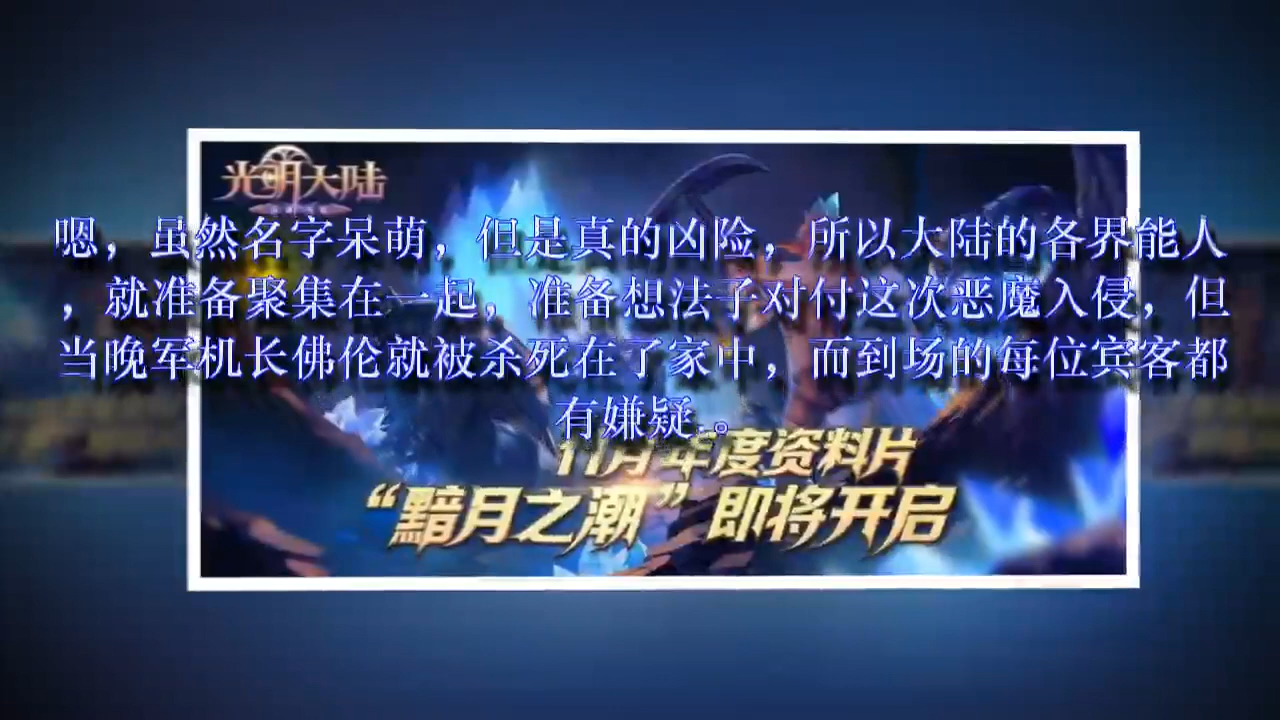 光明大陆
嗯，虽然名字呆萌，但是真的凶险，所以大陆的各界能人
，就准备聚集在一起，准备想法子对付这次恶魔入侵，但
当晚军机长佛伦就被杀死在了家中，而到场的每位宾客都
有嫌疑 。
11月年度资料片
“黯月之潮”即将开启